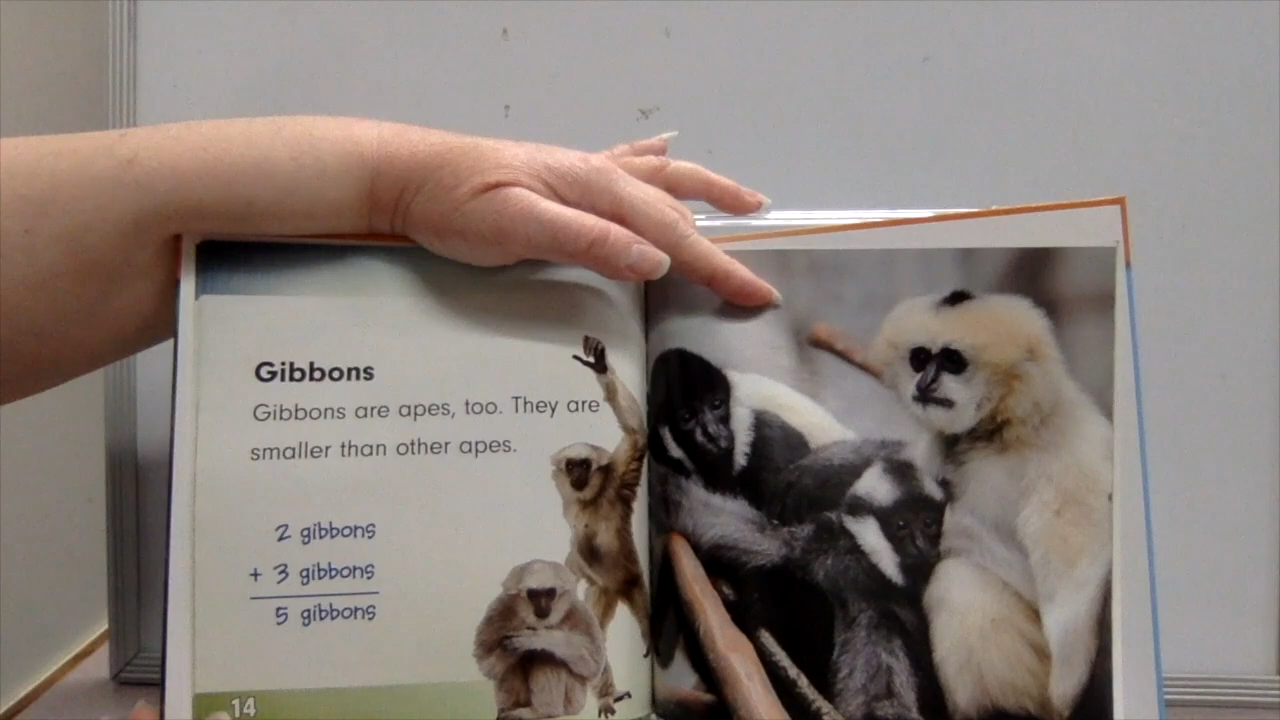 Gibbons
Gibbons are apes, too. They are
smaller than other apes.
2 gibbons
+ 3 gibbons
5 gibbons
14